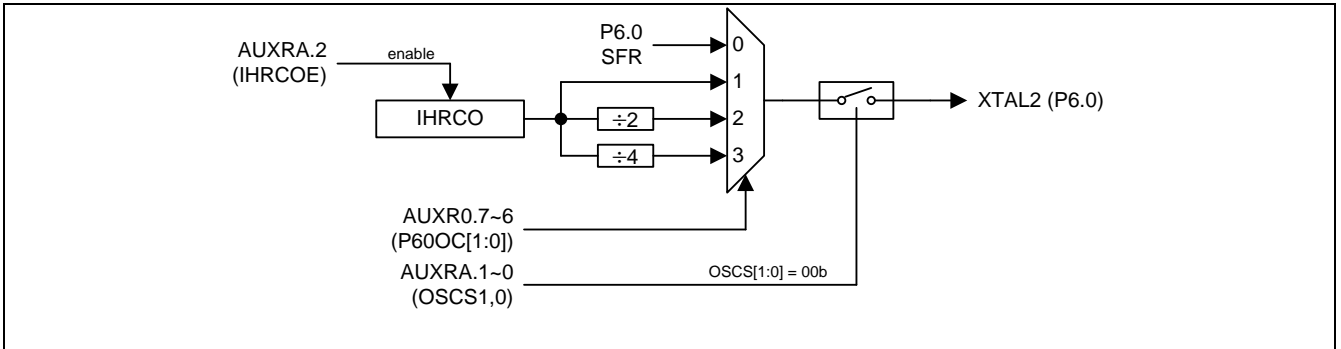 P6.0
SFR
AUXRA.2
(IHRCOE)
enable
IHRCO
÷2
÷4
0
1
2
3
XTAL2 (P6.0)
AUXR0.7~6
(P60OC[1:0])
AUXRA.1~0
(OSCS1,0)
OSCS[1:0] = 00b